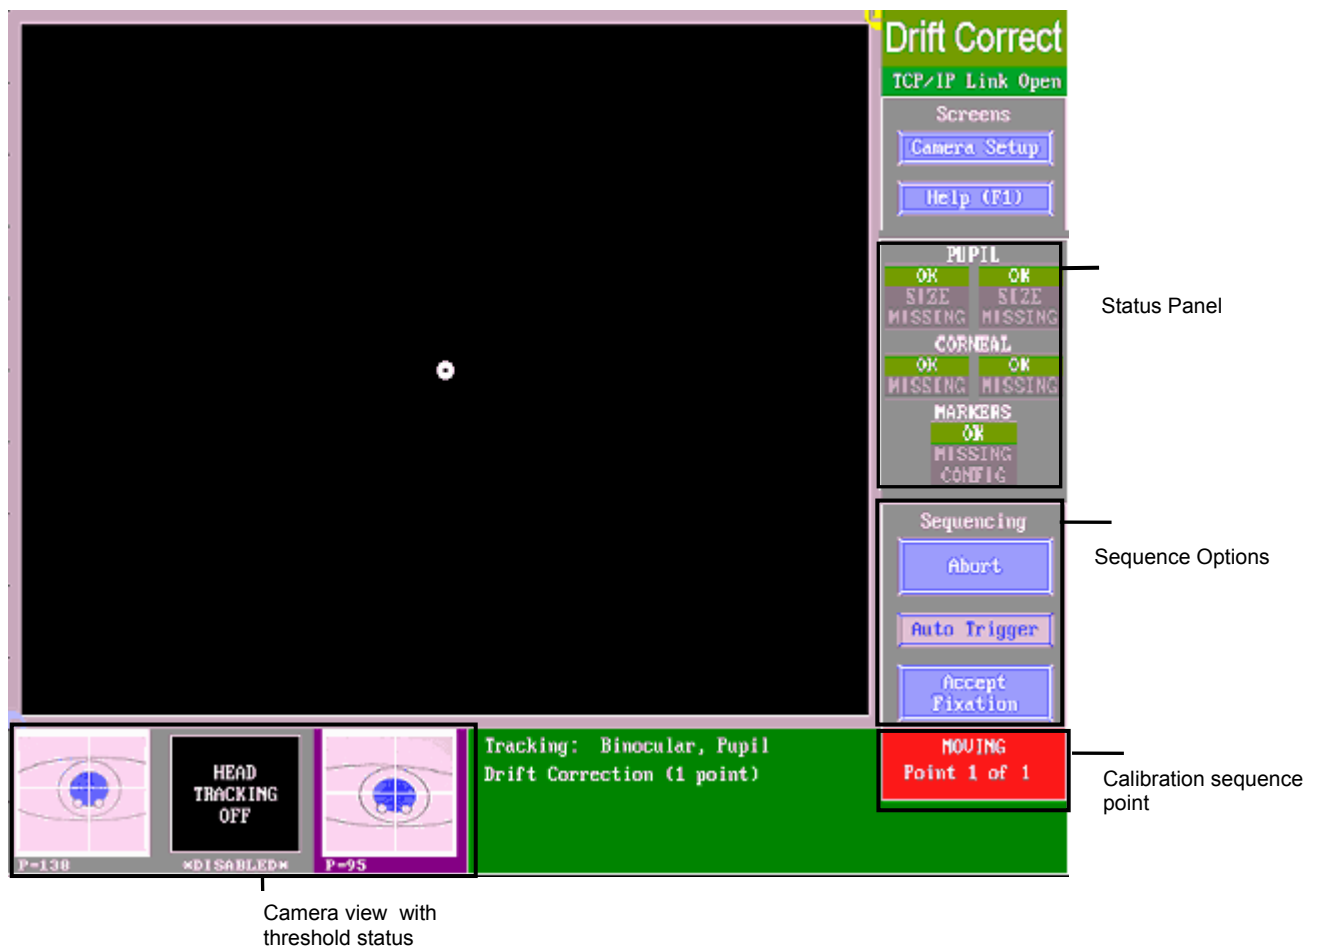 Drift Correct
TCP/IP Link Open
Screens
Camera Setup
Help (F1)
PUPIL
OK OK
SIZE SIZE
MISSING MISSING
CORNEAL
OK OK
MISSING MISSING
MARKERS
OK
MISSING
CONFIG
Status Panel
Sequencing
Abort
Auto Trigger
Accept
Fixation
Sequence Options
HEAD
TRACKING
OFF
P=138
*DISABLED*
P=95
Tracking: Binocular, Pupil
Drift Correction (1 point)
MOVING
Point 1 of 1
Calibration sequence
point
Camera view with
threshold status